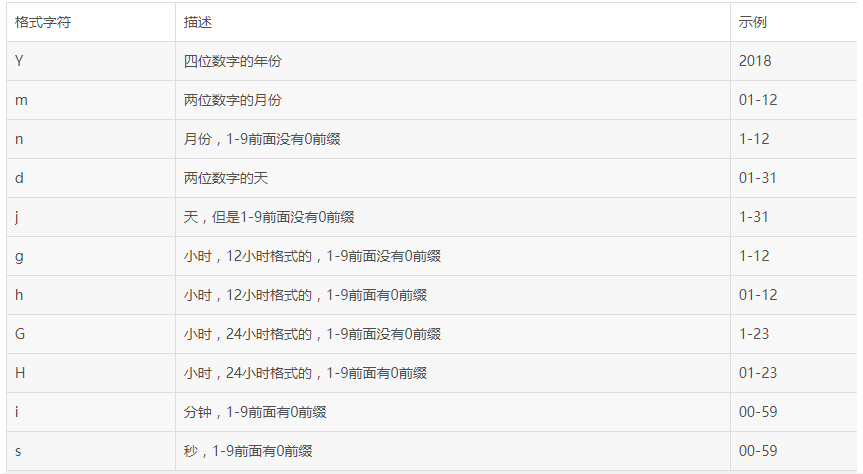 格式字符 描述 示例
Y 四位数字的年份 2018
m 两位数字的月份 01-12
n 月份，1-9前面没有0前缀 1-12
d 两位数字的天 01-31
j 天，但是1-9前面没有0前缀 1-31
g 小时，12小时格式的，1-9前面没有0前缀 1-12
h 小时，12小时格式的，1-9前面有0前缀 01-12
G 小时，24小时格式的，1-9前面没有0前缀 1-23
H 小时，24小时格式的，1-9前面有0前缀 01-23
i 分钟，1-9前面有0前缀 00-59
s 秒，1-9前面有0前缀 00-59